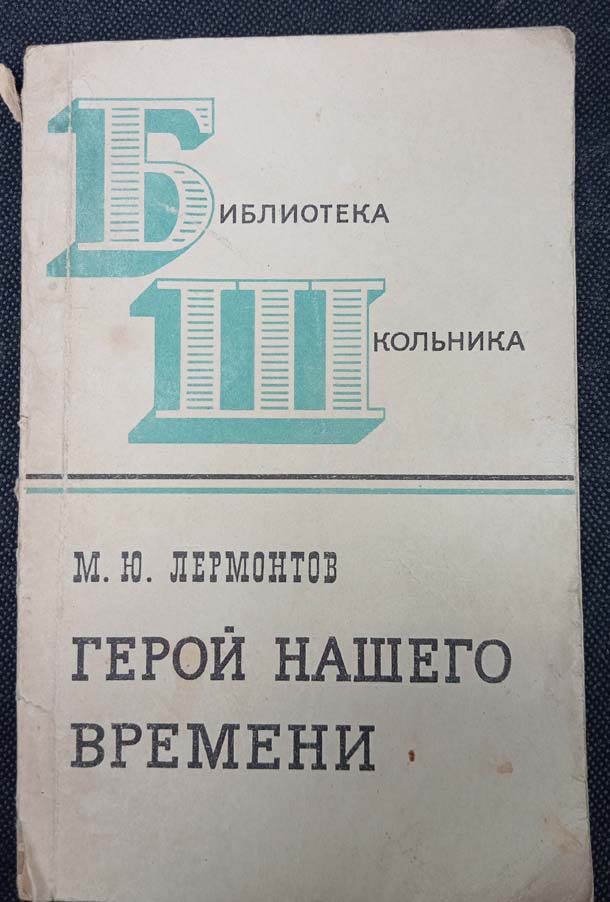 БИБЛИОТЕКА
ШКОЛЬНИКА
М. Ю. ЛЕРМОНТОВ
ГЕРОЙ НАШЕГО
ВРЕМЕНИ